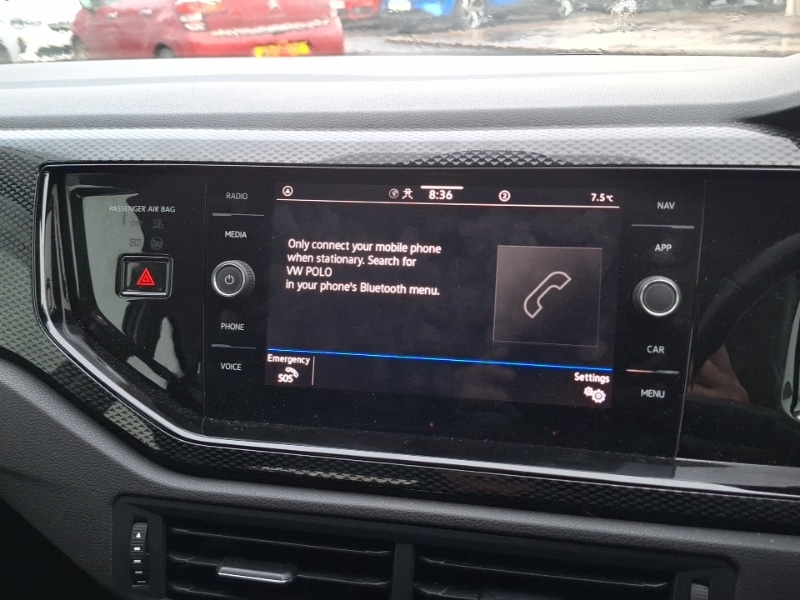 PASSENGER AIR BAG
RADIO
MEDIA
PHONE
VOICE
8:36
2
7.5°C
Only connect your mobile phone
when stationary. Search for
VW POLO
in your phone's Bluetooth menu.
Emergency
SOS
Settings
NAV
APP
CAR
MENU